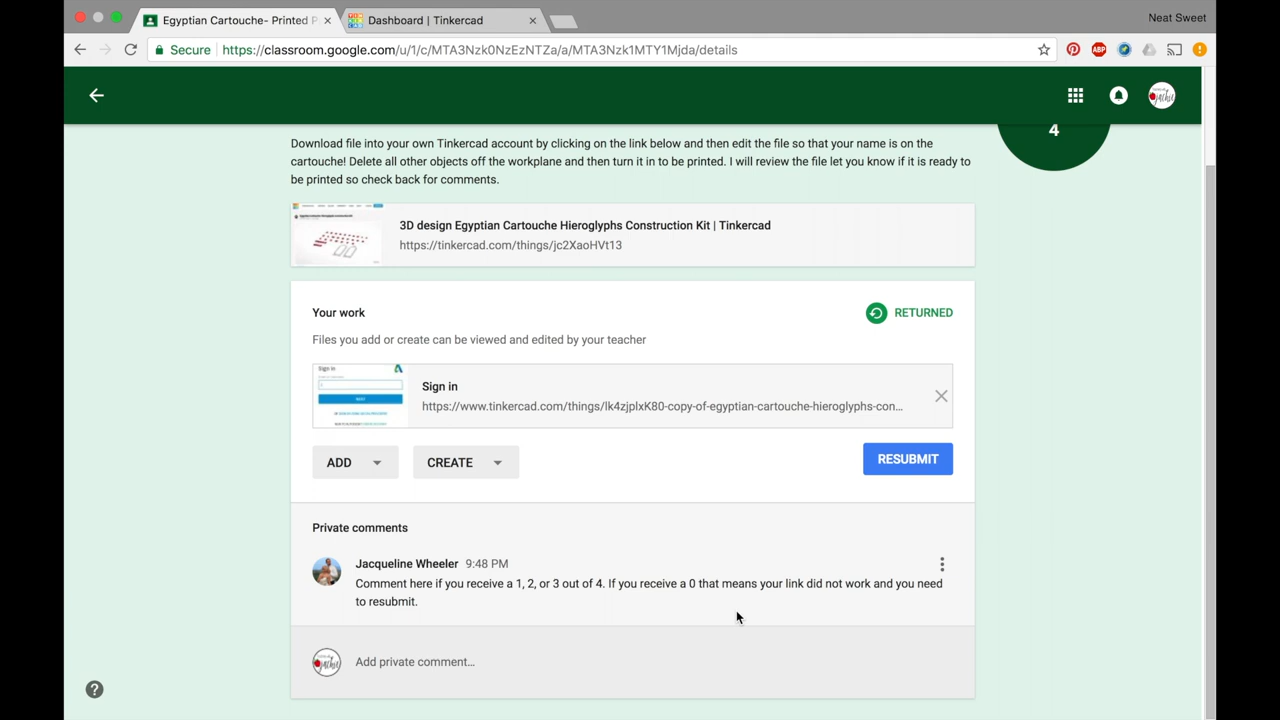 Egyptian Cartouche- Printed P
Dashboard | Tinkercad
Neat Sweet
Secure
https://classroom.google.com/u/1/c/MTA3Nzk0NzEzNTZa/a/MTA3Nzk1MTY1Mjda/details
ABP
4
Download file into your own Tinkercad account by clicking on the link below and then edit the file so that your name is on the
cartouche! Delete all other objects off the workplane and then turn it in to be printed. I will review the file let you know if it is ready to
be printed so check back for comments.
3D design Egyptian Cartouche Hieroglyphs Construction Kit | Tinkercad
https://tinkercad.com/things/jc2XaoHVt13
Your work
RETURNED
Files you add or create can be viewed and edited by your teacher
Sign in
Sign in
https://www.tinkercad.com/things/lk4zjplxK80-copy-of-egyptian-cartouche-hieroglyphs-con...
ADD
CREATE
RESUBMIT
Private comments
Jacqueline Wheeler 9:48 PM
Comment here if you receive a 1, 2, or 3 out of 4. If you receive a 0 that means your link did not work and you need
to resubmit.
Add private comment...
?